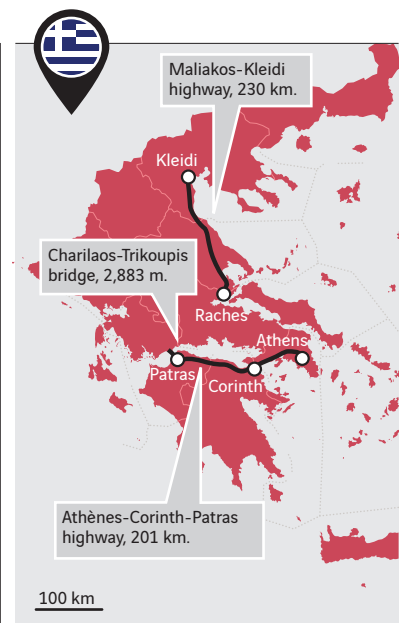 Maliakos-Kleidi
highway, 230 km.
Kleidi
Charilaos-Trikoupis
bridge, 2,883 m.
Raches
Athens
Patras
Corinth
Athènes-Corinth-Patras
highway, 201 km.
100 km